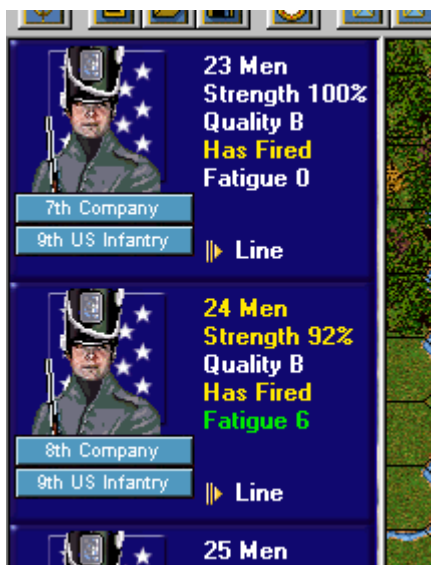 23 Men
Strength 100%
Quality B
Has Fired
Fatigue 0
7th Company
9th US Infantry
Line
24 Men
Strength 92%
Quality B
Has Fired
Fatigue 6
8th Company
9th US Infantry
Line
25 Men